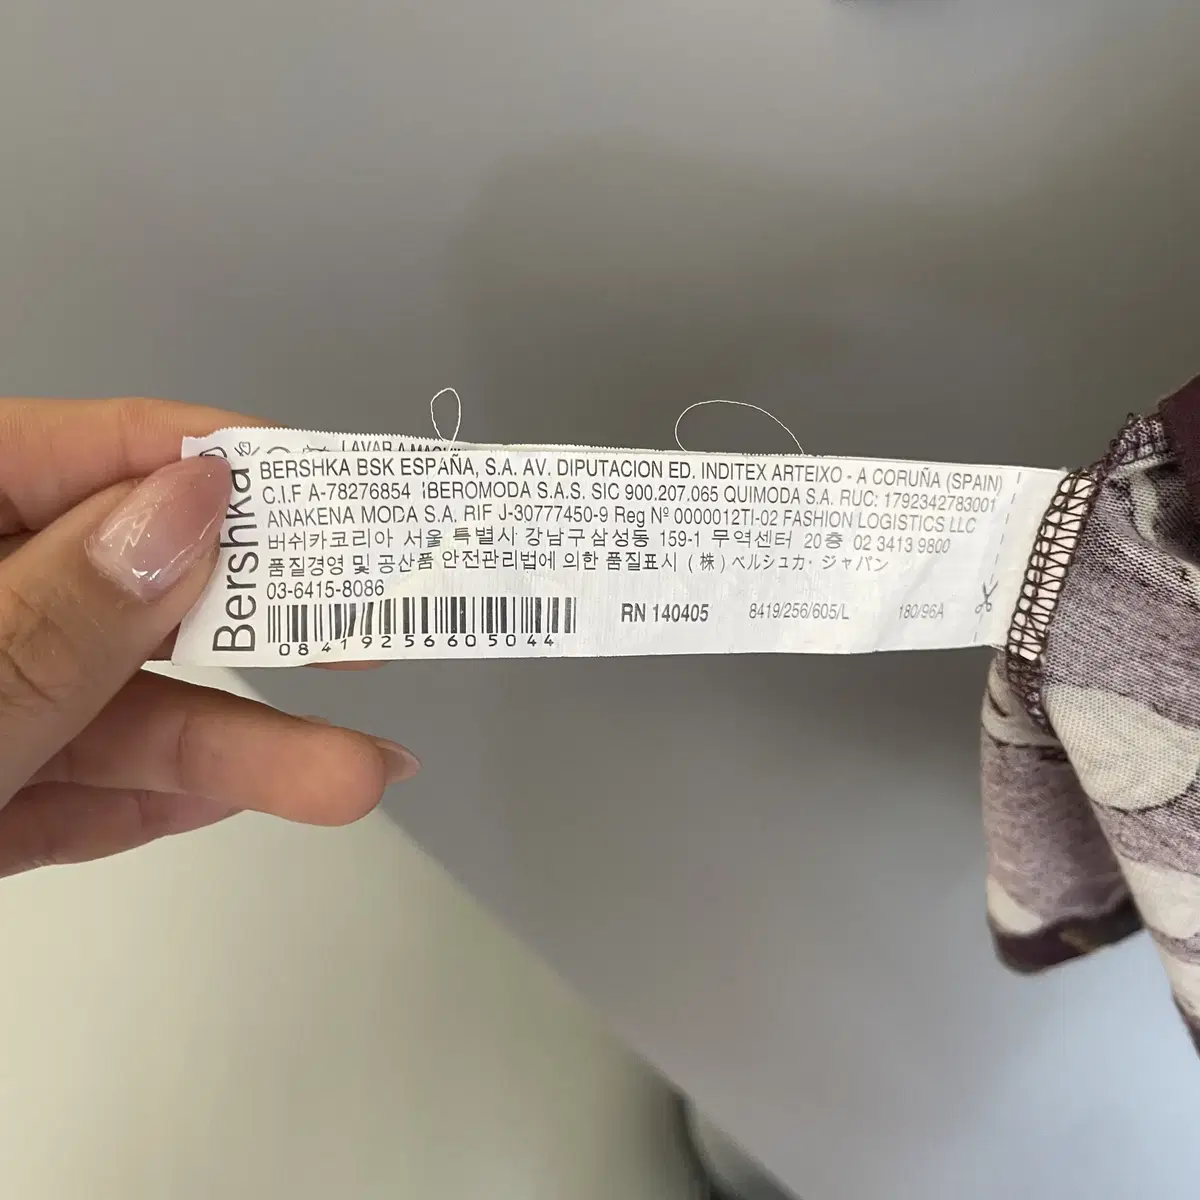 LAVAR A
Bershka
BERSHKA BSK ESPAÑA, S.A. AV. DIPUTACION ED. INDITEX ARTEIXO - A CORUÑA (SPAIN)
C.I.F A-78276854 IBEROMODA S.A.S. SIC 900.207.065 QUIMODA S.A. RUC: 1792342783001
ANAKENA MODA S.A. RIF J-30777450-9 Reg Nº 0000012TI-02 FASHION LOGISTICS LLC
버쉬카코리아 서울 특별시 강남구삼성동 159-1 무역센터 20층 02 3413 9800
품질경영 및 공산품 안전관리법에 의한 품질표시 (株)ベルシュカ・ジャパン
03-6415-8086
08419256605044
RN 140405 8419/256/605/L 180/96A